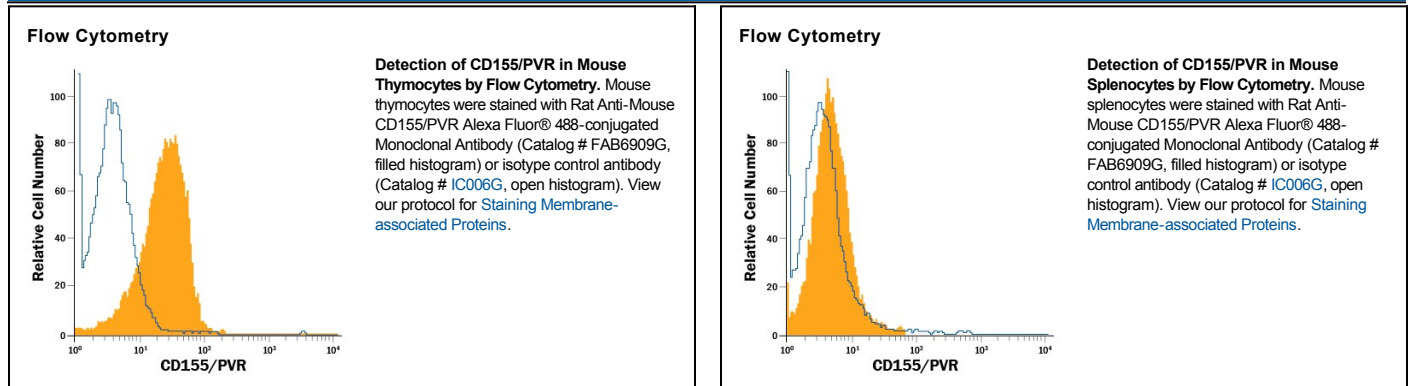 Flow Cytometry
Detection of CD155/PVR in Mouse
Thymocytes by Flow Cytometry. Mouse
thymocytes were stained with Rat Anti-Mouse
CD155/PVR Alexa Fluor® 488-conjugated
Monoclonal Antibody (Catalog # FAB6909G,
filled histogram) or isotype control antibody
(Catalog # IC006G, open histogram). View
our protocol for Staining Membrane-
associated Proteins.
Relative Cell Number
100
80
60
40
20
0
10⁰ 10¹ 10² 10³ 10⁴
CD155/PVR
Flow Cytometry
Detection of CD155/PVR in Mouse
Splenocytes by Flow Cytometry. Mouse
splenocytes were stained with Rat Anti-
Mouse CD155/PVR Alexa Fluor® 488-
conjugated Monoclonal Antibody (Catalog #
FAB6909G, filled histogram) or isotype
control antibody (Catalog # IC006G, open
histogram). View our protocol for Staining
Membrane-associated Proteins.
Relative Cell Number
100
80
60
40
20
0
10⁰ 10¹ 10² 10³ 10⁴
CD155/PVR